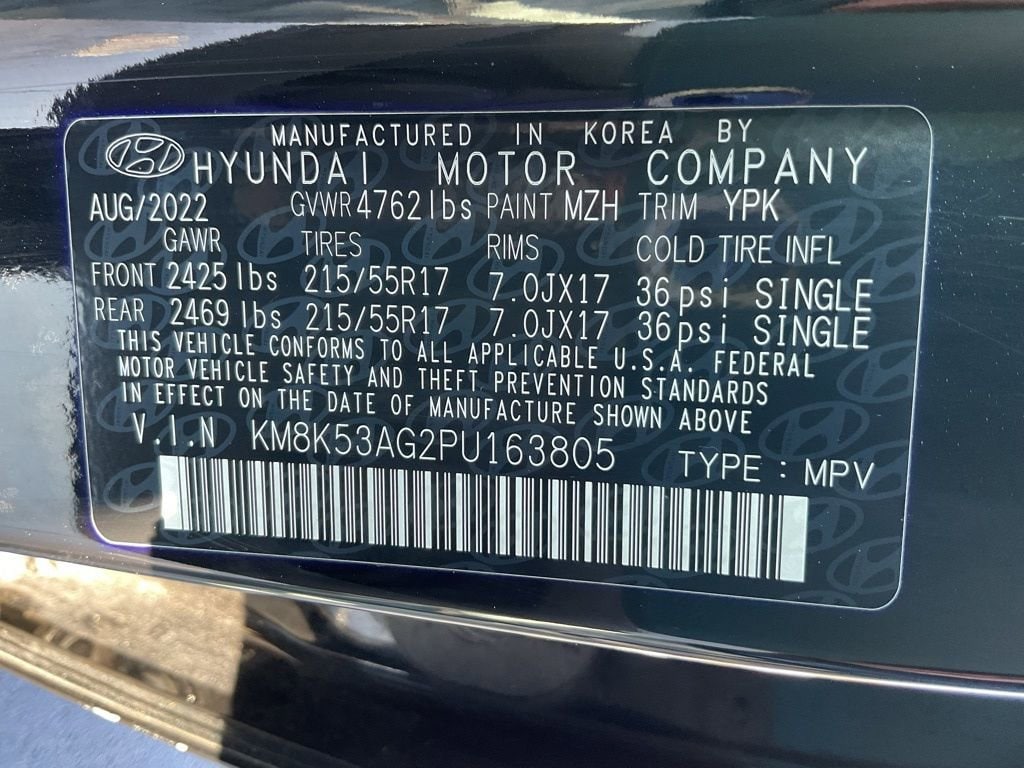 MANUFACTURED IN KOREA BY
HYUNDAI MOTOR COMPANY
AUG/2022 GVWR 4762 lbs PAINT MZH TRIM YPK
GAWR TIRES RIMS COLD TIRE INFL
FRONT 2425 lbs 215/55R17 7.0JX17 36psi SINGLE
REAR 2469 lbs 215/55R17 7.0JX17 36psi SINGLE
THIS VEHICLE CONFORMS TO ALL APPLICABLE U.S.A. FEDERAL
MOTOR VEHICLE SAFETY AND THEFT PREVENTION STANDARDS
IN EFFECT ON THE DATE OF MANUFACTURE SHOWN ABOVE
V.I.N KM8K53AG2PU163805 TYPE : MPV